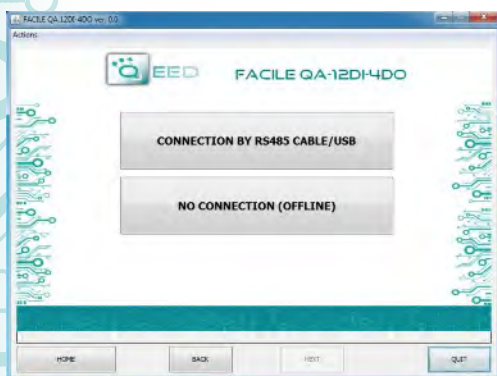 FACILE QA-12DI-4DO ver. 0.0
Actions
QEED FACILE QA-12DI-4DO
CONNECTION BY RS485 CABLE/USB
NO CONNECTION (OFFLINE)
HOME BACK NEXT QUIT